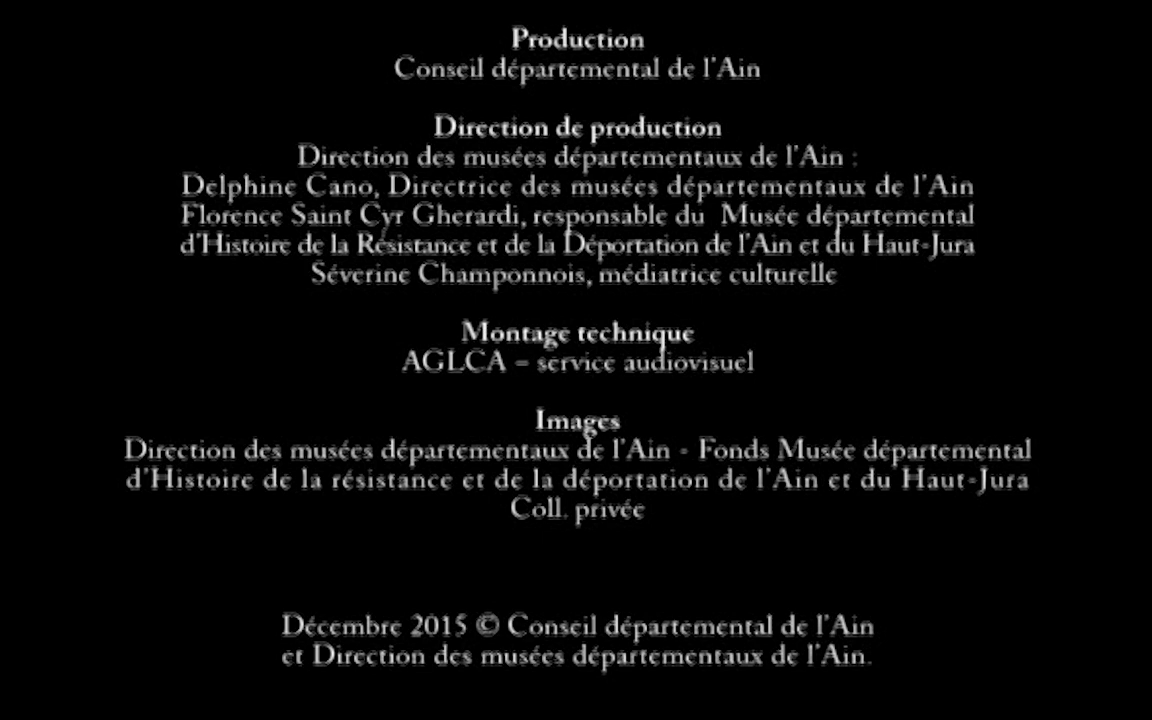 Production
Conseil départemental de l'Ain
Direction de production
Direction des musées départementaux de l'Ain :
Delphine Cano, Directrice des musées départementaux de l'Ain
Florence Saint Cyr Gherardi, responsable du Musée départemental
d'Histoire de la Résistance et de la Déportation de l'Ain et du Haut-Jura
Séverine Champonnois, médiatrice culturelle
Montage technique
AGLCA – service audiovisuel
Images
Direction des musées départementaux de l'Ain - Fonds Musée départemental
d'Histoire de la résistance et de la déportation de l'Ain et du Haut-Jura
Coll. privée
Décembre 2015 © Conseil départemental de l'Ain
et Direction des musées départementaux de l'Ain.